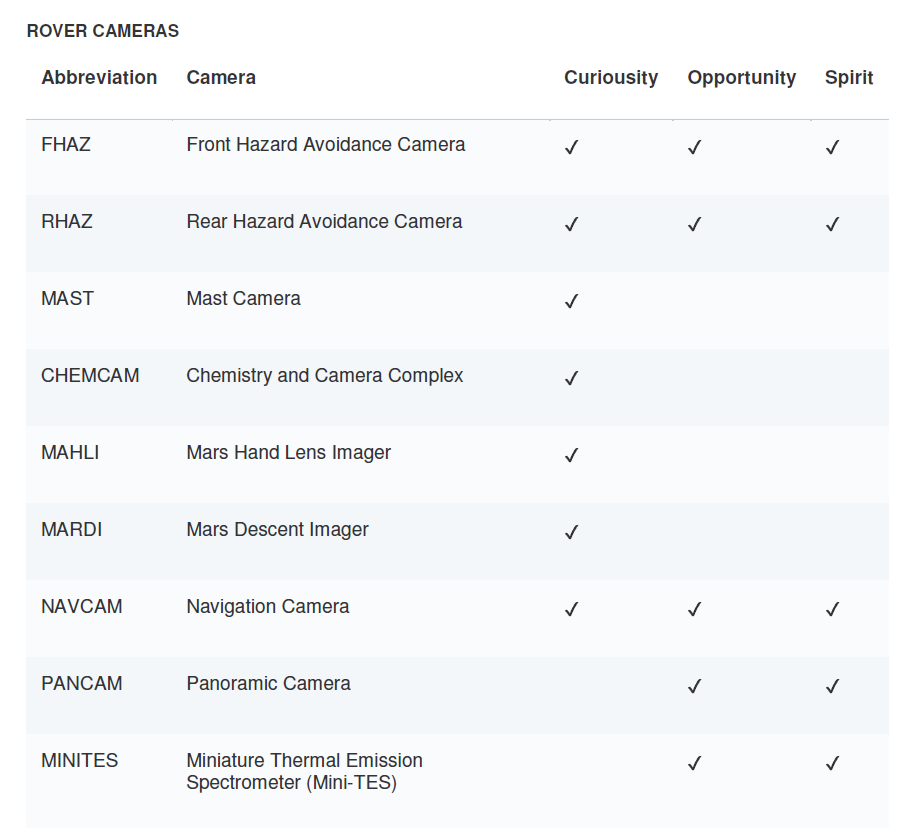 ROVER CAMERAS
Abbreviation Camera Curiousity Opportunity Spirit
FHAZ Front Hazard Avoidance Camera ✓ ✓ ✓
RHAZ Rear Hazard Avoidance Camera ✓ ✓ ✓
MAST Mast Camera ✓
CHEMCAM Chemistry and Camera Complex ✓
MAHLI Mars Hand Lens Imager ✓
MARDI Mars Descent Imager ✓
NAVCAM Navigation Camera ✓ ✓ ✓
PANCAM Panoramic Camera ✓ ✓
MINITES Miniature Thermal Emission ✓ ✓
Spectrometer (Mini-TES)